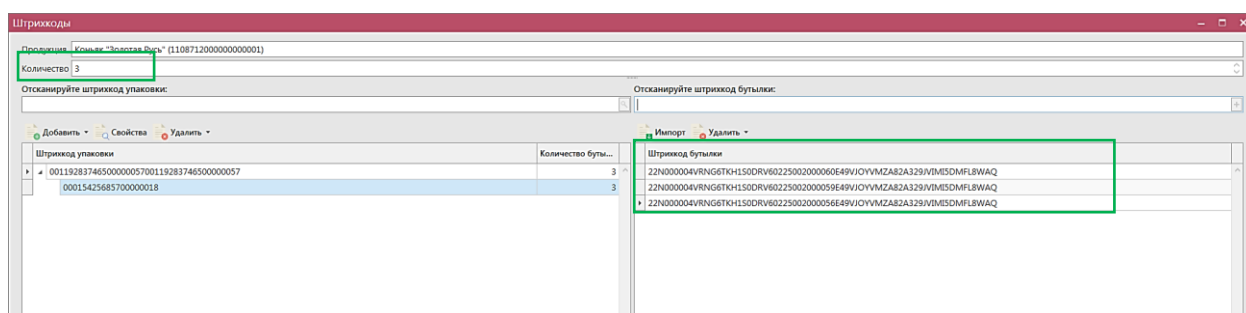 Штрихкоды
Продукция Коньяк "Золотая Русь" (1108712000000000001)
Количество 3
Отсканируйте штрихкод упаковки:
Отсканируйте штрихкод бутылки:
Добавить Свойства Удалить
Импорт Удалить
Штрихкод упаковки Количество буты...
00119283746500000057001192837465000000057 3
00015425685700000018 3
Штрихкод бутылки
22N000004VRNG6TKH1S0DRV60225002000060E49VJOYVMZA82A329JVIMI5DMFL8WAQ
22N000004VRNG6TKH1S0DRV60225002000059E49VJOYVMZA82A329JVIMI5DMFL8WAQ
22N000004VRNG6TKH1S0DRV60225002000056E49VJOYVMZA82A329JVIMI5DMFL8WAQ